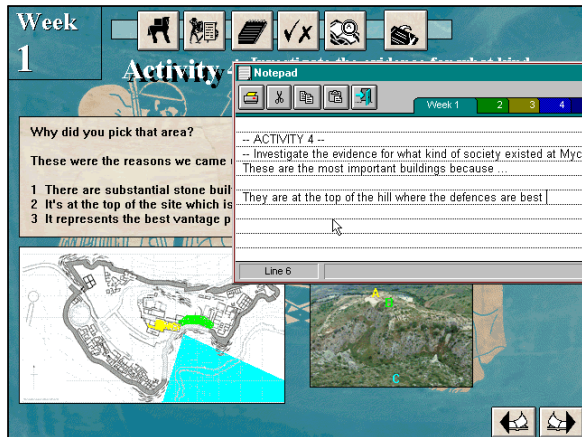 Week
1
Activity 4
Notepad
Week 1 2 3 4
-- ACTIVITY 4 --
-- Investigate the evidence for what kind of society existed at Myc
These are the most important buildings because ...
They are at the top of the hill where the defences are best
Line 6
Why did you pick that area?
These were the reasons we came
1 There are substantial stone buil
2 It's at the top of the site which is
3 It represents the best vantage p
A
B
C